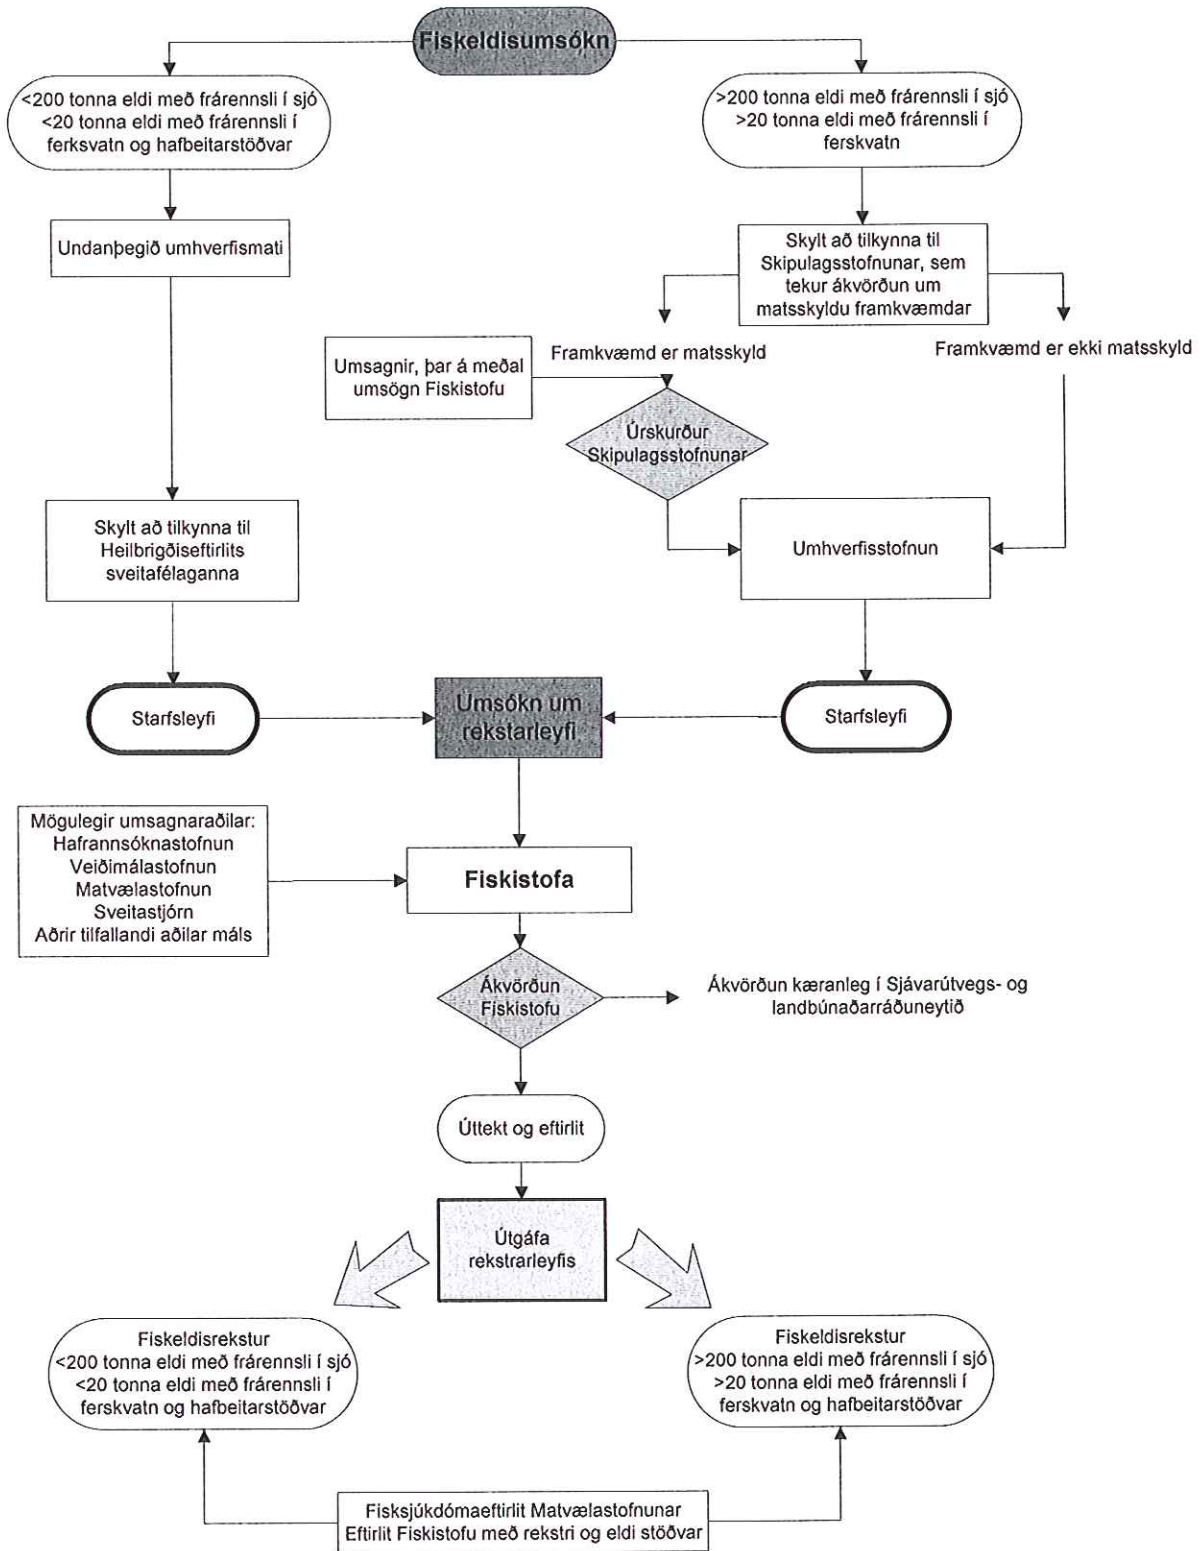 Fiskeldisumsókn
<200 tonna eldi með frárennsli í sjó
<20 tonna eldi með frárennsli í
ferksvatn og hafbeitarstöðvar
>200 tonna eldi með frárennsli í sjó
>20 tonna eldi með frárennsli í
ferskvatn
Undanþegið umhverfismati
Skylt að tilkynna til
Skipulagsstofnunar, sem
tekur ákvörðun um
matsskyldu framkvæmdar
Umsagnir, þar á meðal
umsögn Fiskistofu
Framkvæmd er matsskyld
Framkvæmd er ekki matsskyld
Úrskurður
Skipulagsstofnunar
Skylt að tilkynna til
Heilbrigðiseftirlits
sveitafélaganna
Umhverfisstofnun
Starfsleyfi
Umsókn um
rekstarleyfi
Starfsleyfi
Mögulegir umsagnaraðilar:
Hafrannsóknastofnun
Veiðimálastofnun
Matvælastofnun
Sveitastjórn
Aðrir tilfallandi aðilar máls
Fiskistofa
Ákvörðun
Fiskistofu
Ákvörðun kæranleg í Sjávarútvegs- og
landbúnaðarráðuneytið
Úttekt og eftirlit
Útgáfa
rekstrarleyfis
Fiskeldisrekstur
<200 tonna eldi með frárennsli í sjó
<20 tonna eldi með frárennsli í
ferskvatn og hafbeitarstöðvar
Fiskeldisrekstur
>200 tonna eldi með frárennsli í sjó
>20 tonna eldi með frárennsli í
ferskvatn og hafbeitarstöðvar
Fisksjúkdómaeftirlit Matvælastofnunar
Eftirlit Fiskistofu með rekstri og eldi stöðvar